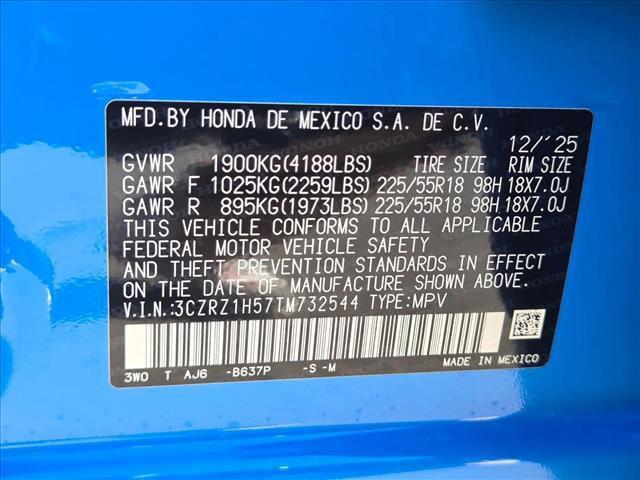 MFD.BY HONDA DE MEXICO S.A. DE C.V.
12/'25
GVWR 1900KG(4188LBS) TIRE SIZE RIM SIZE
GAWR F 1025KG(2259LBS) 225/55R18 98H 18X7.0J
GAWR R 895KG(1973LBS) 225/55R18 98H 18X7.0J
THIS VEHICLE CONFORMS TO ALL APPLICABLE
FEDERAL MOTOR VEHICLE SAFETY
AND THEFT PREVENTION STANDARDS IN EFFECT
ON THE DATE OF MANUFACTURE SHOWN ABOVE.
V.I.N.:3CZRZ1H57TM732544 TYPE:MPV
3W0 T AJ6 -B637P -S -M
MADE IN MEXICO